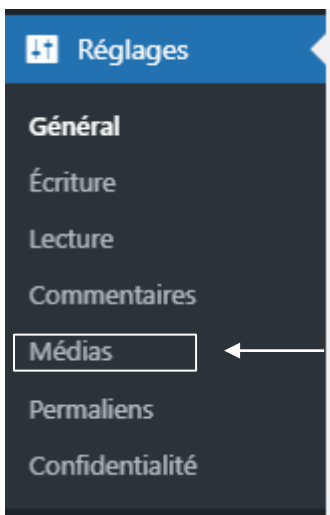 Réglages
Général
Écriture
Lecture
Commentaires
Médias
Permaliens
Confidentialité